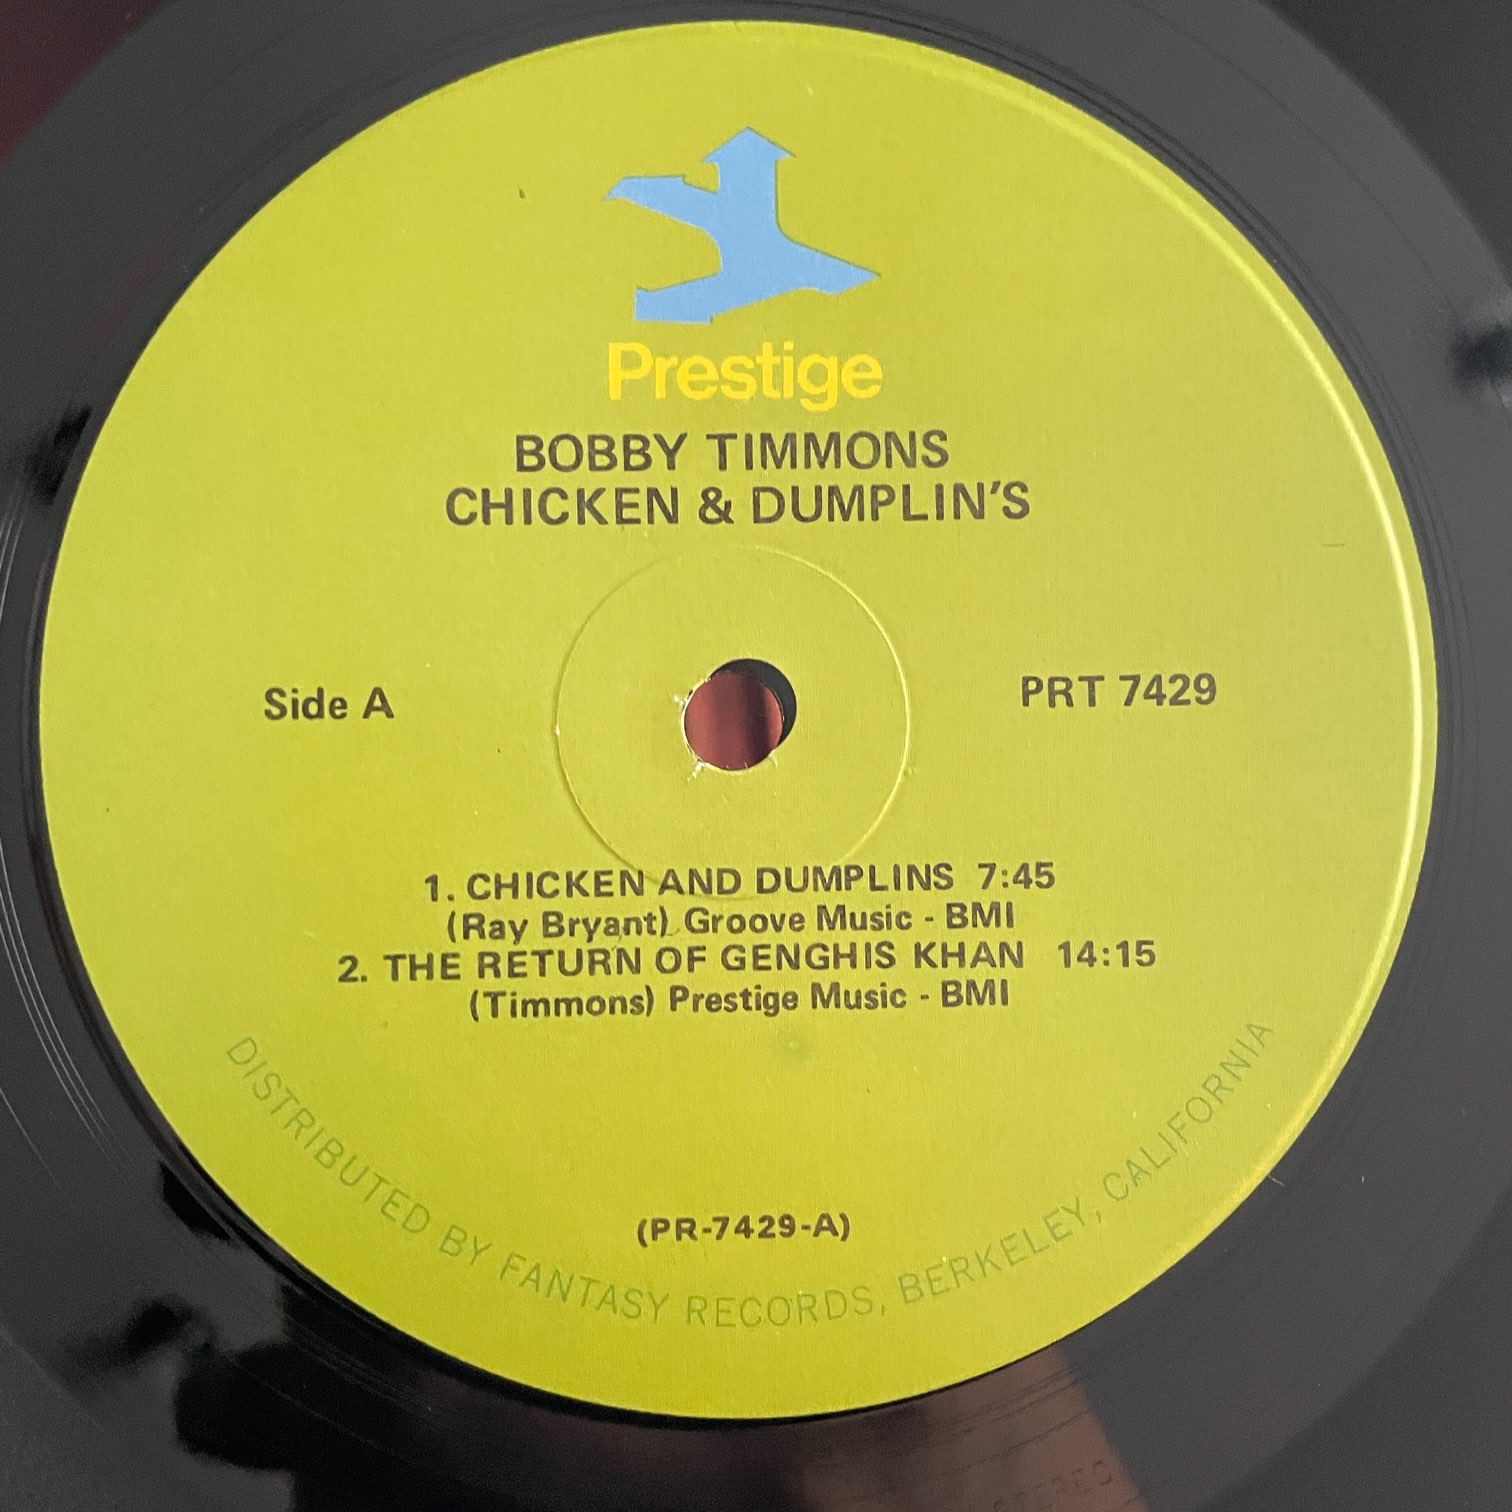 Prestige
BOBBY TIMMONS
CHICKEN & DUMPLIN'S
Side A
PRT 7429
1. CHICKEN AND DUMPLINS 7:45
(Ray Bryant) Groove Music - BMI
2. THE RETURN OF GENGHIS KHAN 14:15
(Timmons) Prestige Music - BMI
(PR-7429-A)
DISTRIBUTED BY FANTASY RECORDS, BERKELEY, CALIFORNIA
STEREO